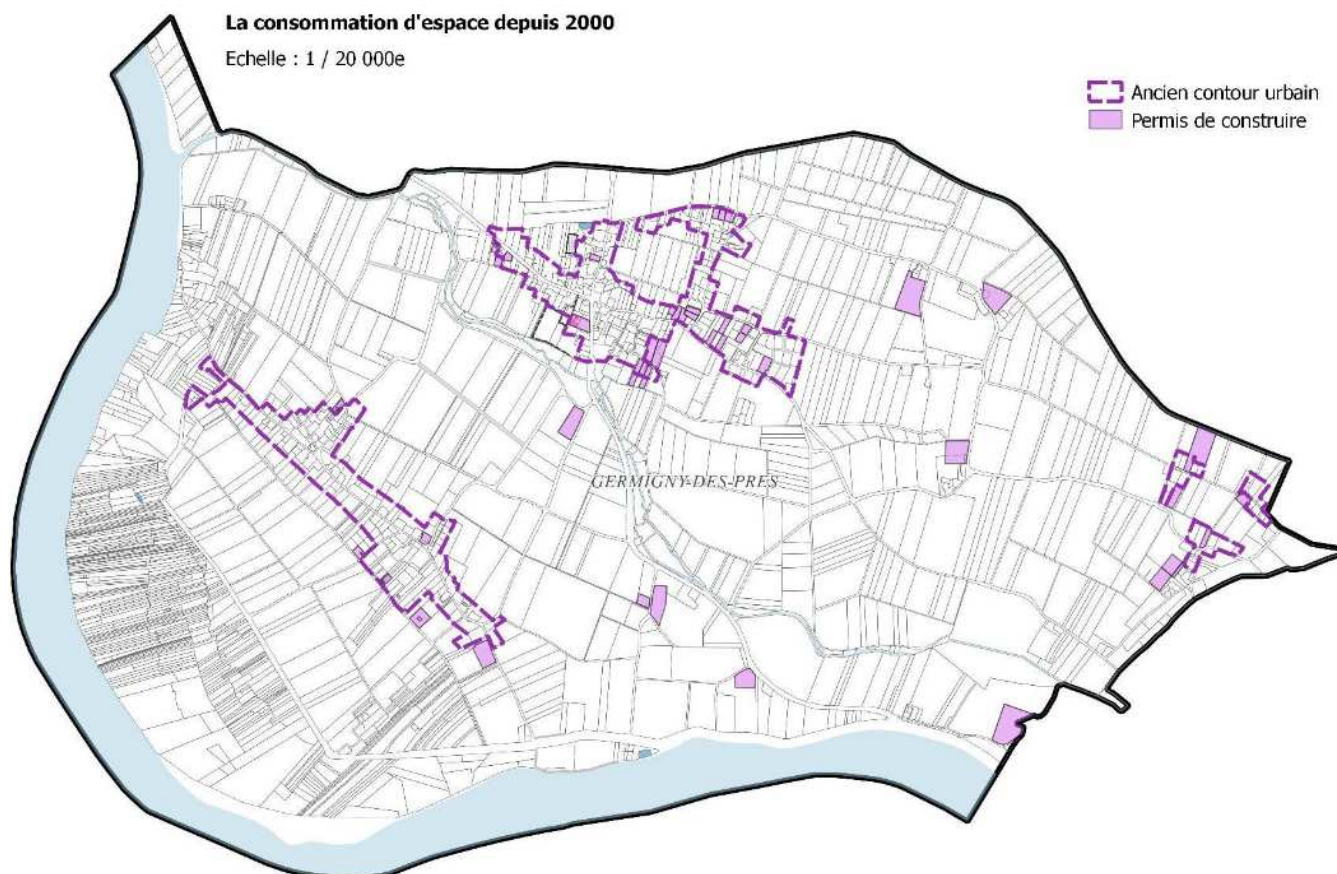 La consommation d'espace depuis 2000
Echelle : 1 / 20 000e
Ancien contour urbain
Permis de construire
GERMIGNY-DES-PRES